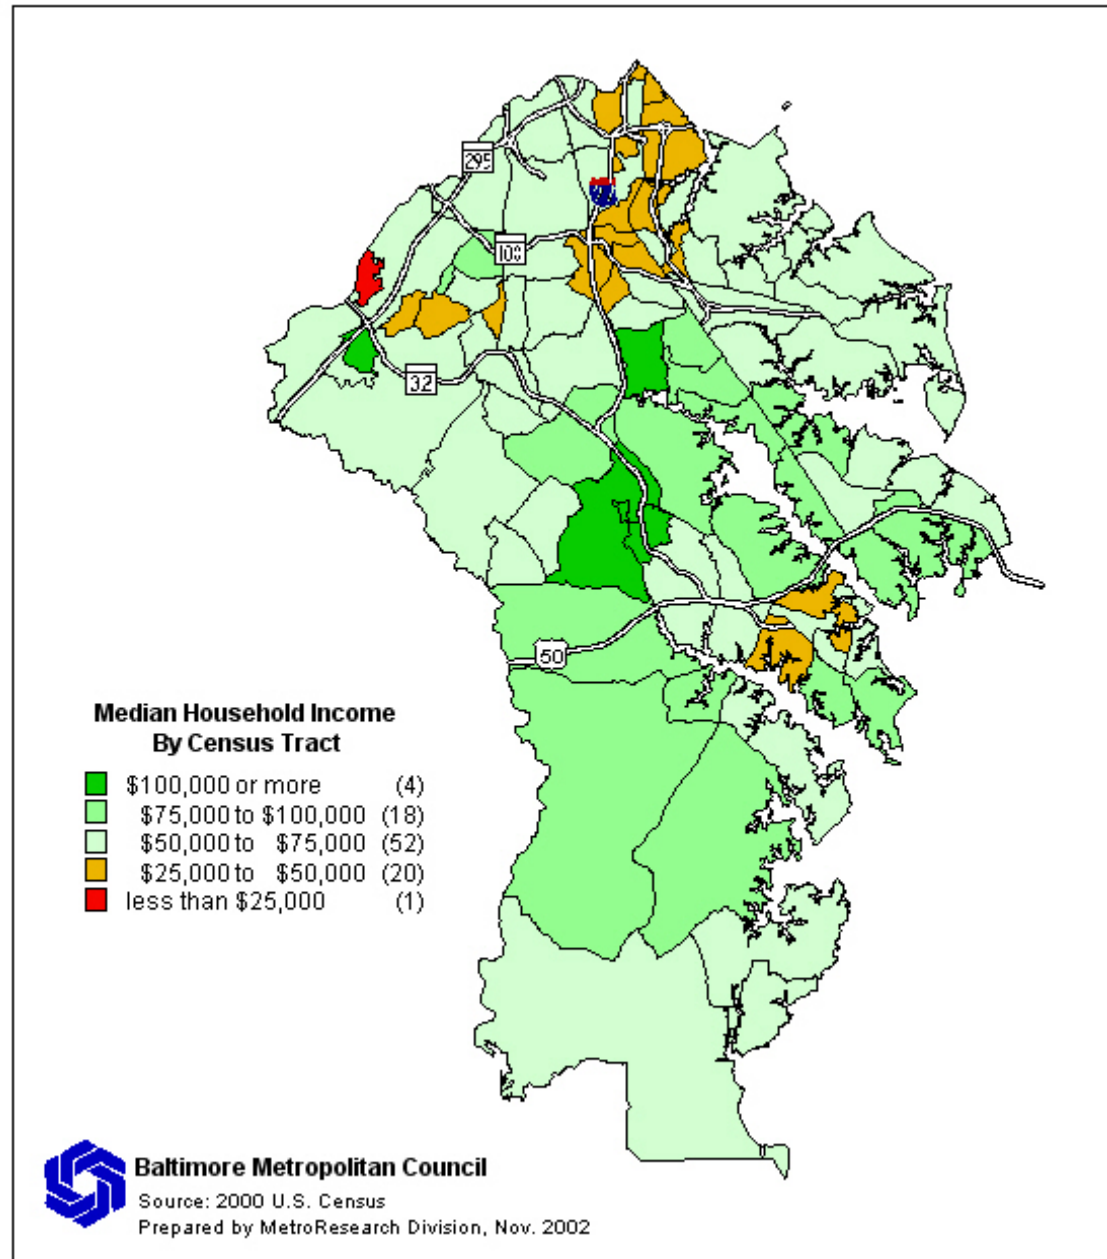 295
100
32
50
Median Household Income
By Census Tract
$100,000 or more (4)
$75,000 to $100,000 (18)
$50,000 to $75,000 (52)
$25,000 to $50,000 (20)
less than $25,000 (1)
Baltimore Metropolitan Council
Source: 2000 U.S. Census
Prepared by MetroResearch Division, Nov. 2002